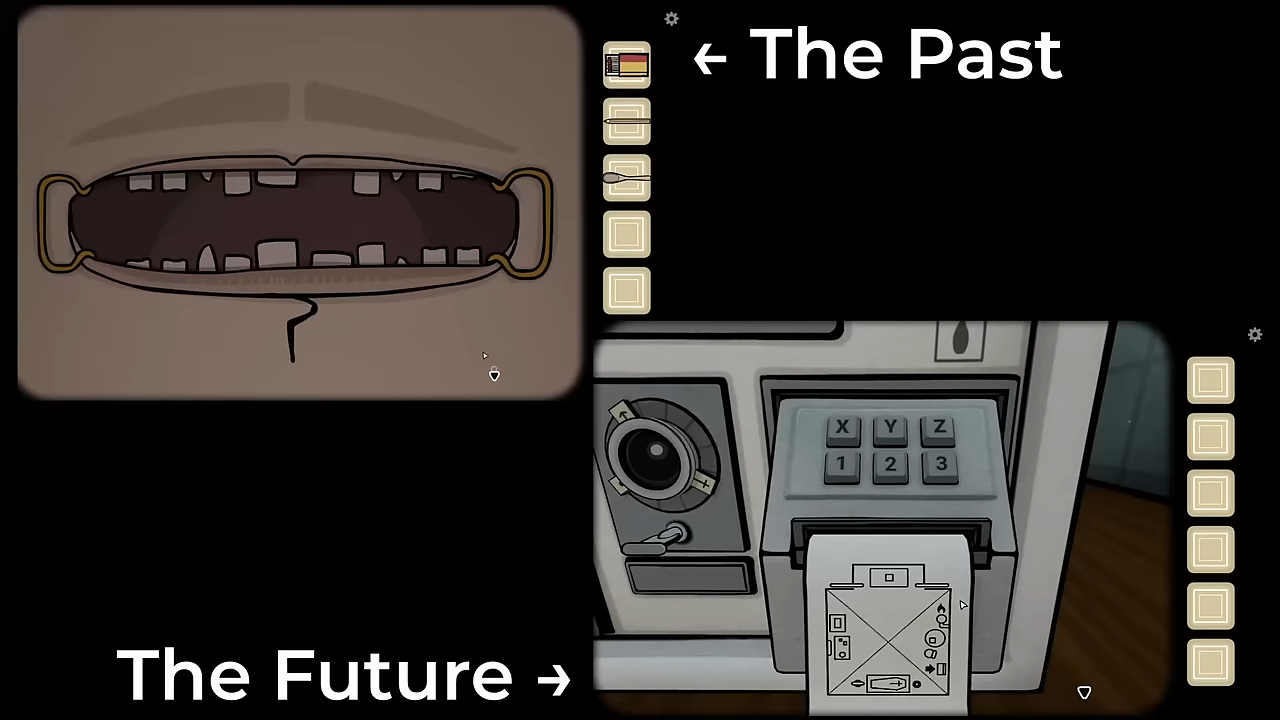 ← The Past
X Y Z
1 2 3
The Future →